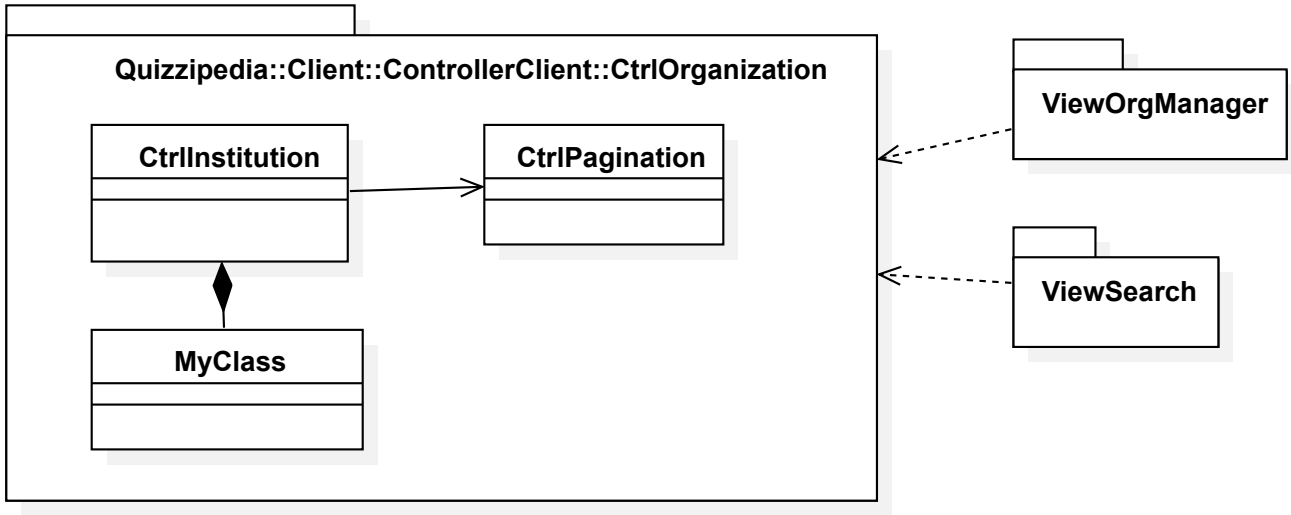 Quizzipedia::Client::ControllerClient::CtrlOrganization
CtrlInstitution
CtrlPagination
MyClass
ViewOrgManager
ViewSearch